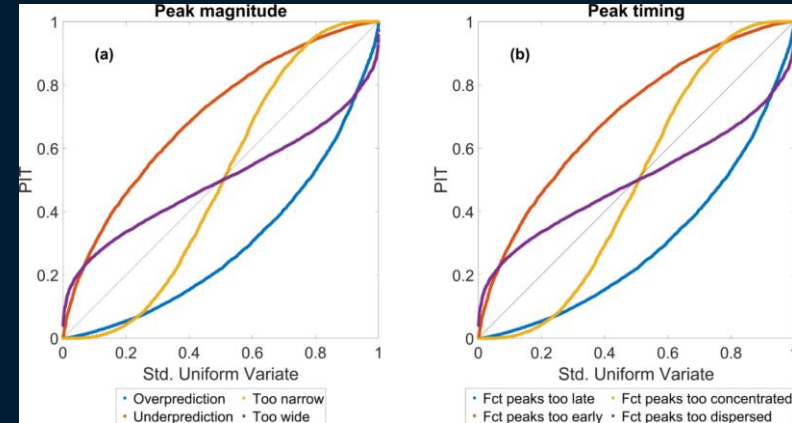 Peak magnitude
(a)
PIT
1
0.8
0.6
0.4
0.2
0
0 0.2 0.4 0.6 0.8 1
Std. Uniform Variate
Overprediction Too narrow
Underprediction Too wide
Peak timing
(b)
PIT
1
0.8
0.6
0.4
0.2
0
0 0.2 0.4 0.6 0.8 1
Std. Uniform Variate
Fct peaks too late Fct peaks too concentrated
Fct peaks too early Fct peaks too dispersed